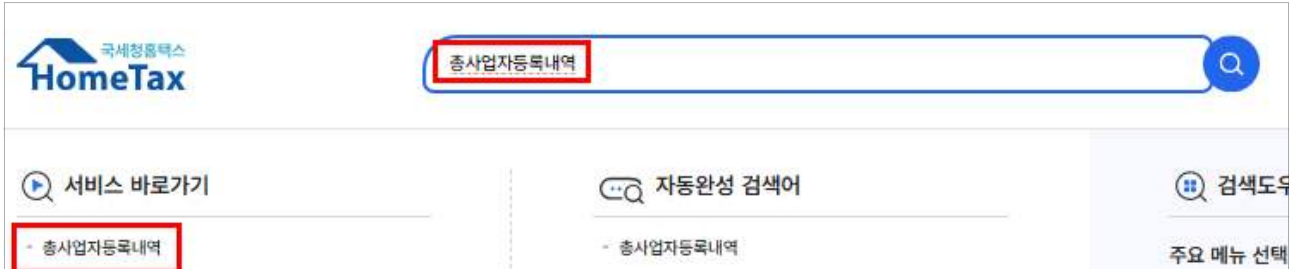 국세청홈택스
HomeTax
총사업자등록내역
서비스 바로가기
- 총사업자등록내역
자동완성 검색어
- 총사업자등록내역
검색도우
주요 메뉴 선택